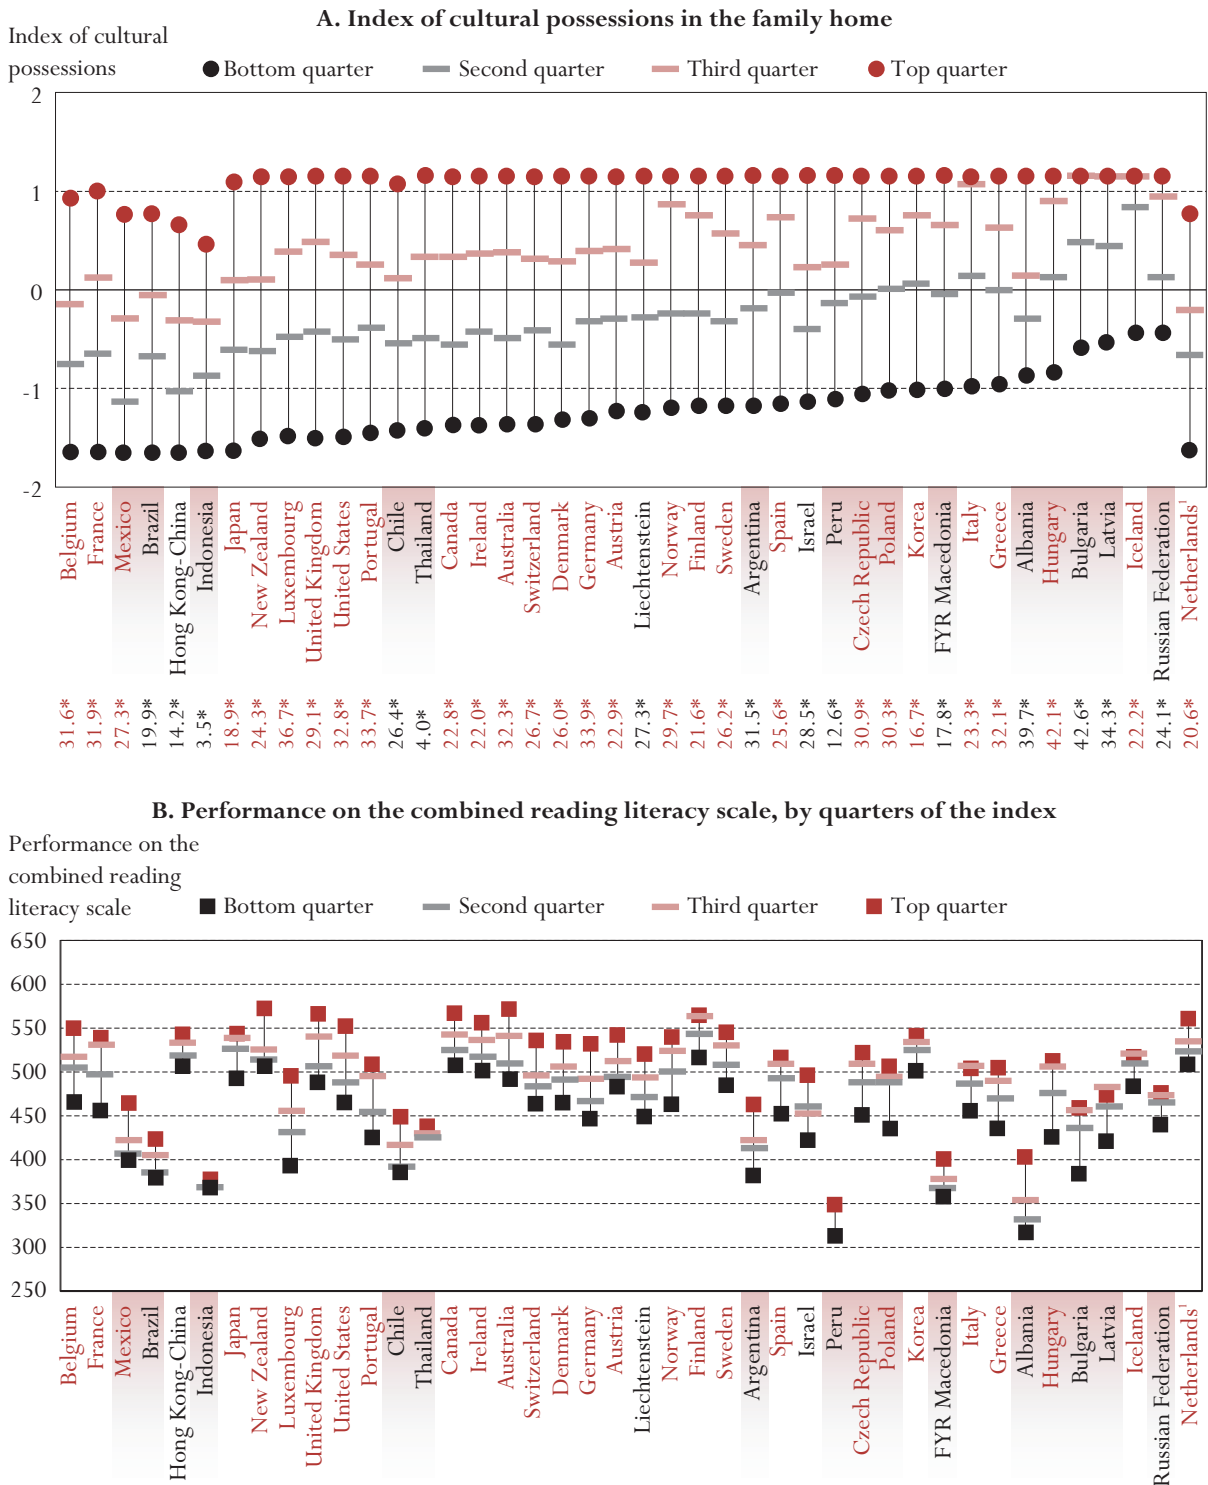 A. Index of cultural possessions in the family home
Index of cultural
possessions
Bottom quarter
Second quarter
Third quarter
Top quarter
2
1
0
-1
-2
Belgium
France
Mexico
Brazil
Hong Kong-China
Indonesia
Japan
New Zealand
Luxembourg
United Kingdom
United States
Portugal
Chile
Thailand
Canada
Ireland
Australia
Switzerland
Denmark
Germany
Austria
Liechtenstein
Norway
Finland
Sweden
Argentina
Spain
Israel
Peru
Czech Republic
Poland
Korea
FYR Macedonia
Italy
Greece
Albania
Hungary
Bulgaria
Latvia
Iceland
Russian Federation
Netherlands¹
31.6*
31.9*
27.3*
19.9*
14.2*
3.5*
18.9*
24.3*
36.7*
29.1*
32.8*
33.7*
26.4*
4.0*
22.8*
22.0*
32.3*
26.7*
26.0*
33.9*
22.9*
27.3*
29.7*
21.6*
26.2*
31.5*
25.6*
28.5*
12.6*
30.9*
30.3*
16.7*
17.8*
23.3*
32.1*
39.7*
42.1*
42.6*
34.3*
22.2*
24.1*
20.6*
B. Performance on the combined reading literacy scale, by quarters of the index
Performance on the
combined reading
literacy scale
Bottom quarter
Second quarter
Third quarter
Top quarter
650
600
550
500
450
400
350
300
250
Belgium
France
Mexico
Brazil
Hong Kong-China
Indonesia
Japan
New Zealand
Luxembourg
United Kingdom
United States
Portugal
Chile
Thailand
Canada
Ireland
Australia
Switzerland
Denmark
Germany
Austria
Liechtenstein
Norway
Finland
Sweden
Argentina
Spain
Israel
Peru
Czech Republic
Poland
Korea
FYR Macedonia
Italy
Greece
Albania
Hungary
Bulgaria
Latvia
Iceland
Russian Federation
Netherlands¹